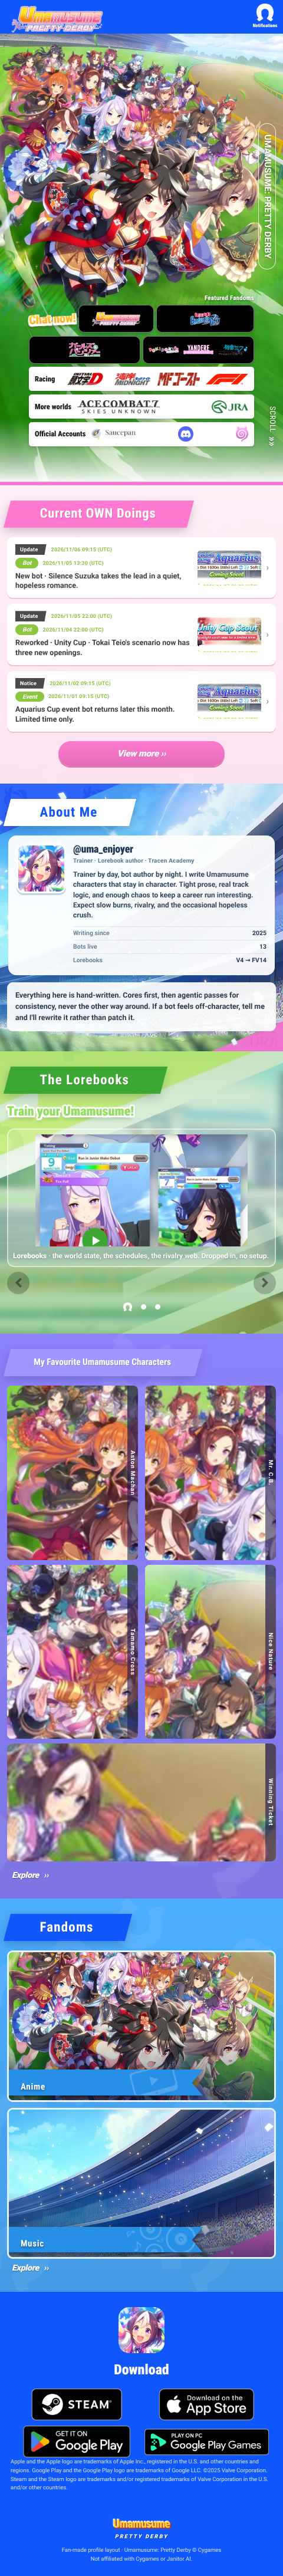 Umamusume
PRETTY DERBY
Notifications
UMAMUSUME: PRETTY DERBY
Featured Fandoms
Chat now!
Umamusume
PRETTY DERBY
YANDERE
Racing
MIDNIGHT
F1
More worlds
ACE COMBAT 7
SKIES UNKNOWN
JRA
Official Accounts
Saucepan
SCROLL
Current OWN Doings
Update
2026/11/06 09:15 (UTC)
Bot
2026/11/05 13:30 (UTC)
New bot · Silence Suzuka takes the lead in a quiet,
hopeless romance.
Aquarius
Coming Soon!
Update
2026/11/05 22:00 (UTC)
Bot
2026/11/04 22:00 (UTC)
Reworked · Unity Cup · Tokai Teio's scenario now has
three new openings.
Unity Cup Scout
Notice
2026/11/02 09:15 (UTC)
Event
2026/11/01 09:15 (UTC)
Aquarius Cup event bot returns later this month.
Limited time only.
Aquarius
Coming Soon!
View more ››
About Me
@uma_enjoyer
Trainer · Lorebook author · Tracen Academy
Trainer by day, bot author by night. I write Umamusume
characters that stay in character. Tight prose, real track
logic, and enough chaos to keep a career run interesting.
Expect slow burns, rivalry, and the occasional hopeless
crush.
Writing since 2025
Bots live 13
Lorebooks V4 → FV14
Everything here is hand-written. Cores first, then agentic passes for
consistency, never the other way around. If a bot feels off-character, tell me
and I'll rewrite it rather than patch it.
The Lorebooks
Train your Umamusume!
Lorebooks · the world state, the schedules, the rivalry web. Dropped in, no setup.
My Favourite Umamusume Characters
Aston Machan
Mr. C.B.
Tamamo Cross
Nice Nature
Winning Ticket
Explore ››
Fandoms
Anime
Music
Explore ››
Download
STEAM
Download on the
App Store
GET IT ON
Google Play
PLAY ON PC
Google Play Games
Apple and the Apple logo are trademarks of Apple Inc., registered in the U.S. and other countries and
regions. Google Play and the Google Play logo are trademarks of Google LLC. ©2025 Valve Corporation.
Steam and the Steam logo are trademarks and/or registered trademarks of Valve Corporation in the U.S.
and/or other countries.
Umamusume
PRETTY DERBY
Fan-made profile layout · Umamusume: Pretty Derby © Cygames
Not affiliated with Cygames or Janitor AI.